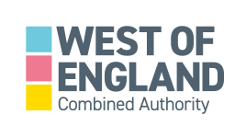 WEST OF
ENGLAND
Combined Authority